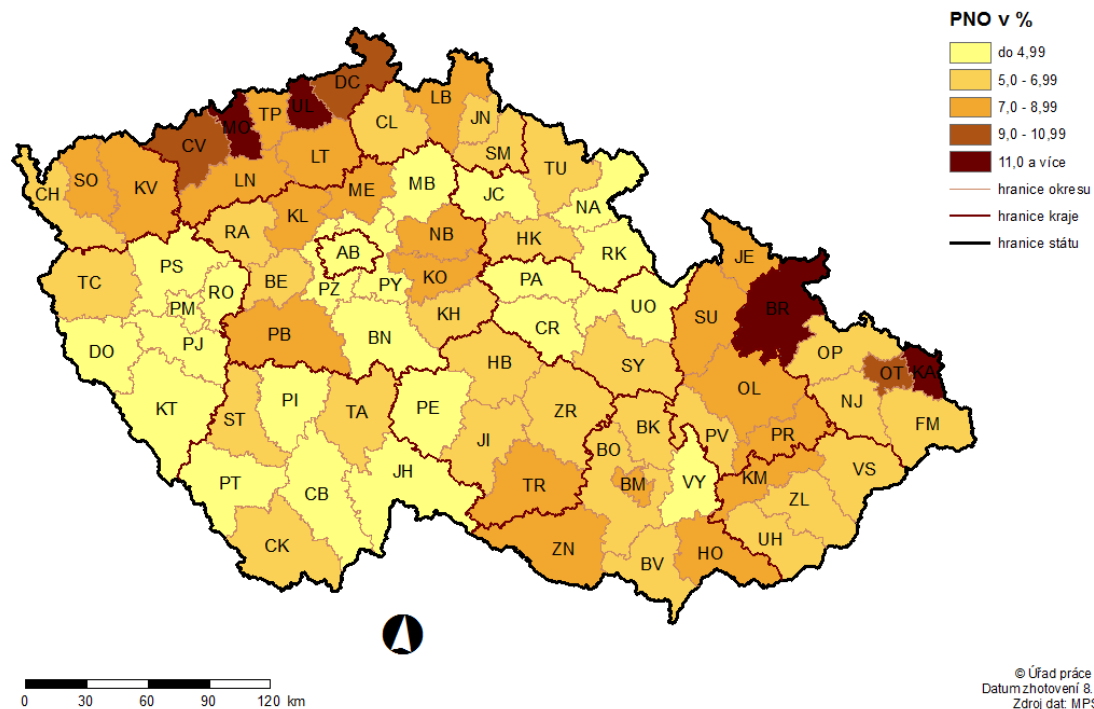 PNO v %
do 4,99
5,0 - 6,99
7,0 - 8,99
9,0 - 10,99
11,0 a více
hranice okresu
hranice kraje
hranice státu
DC
UL
LB
MO
TP
CL
JN
CV
LT
SM
SO
KV
LN
ME
MB
JC
TU
CH
NA
RA
KL
NB
HK
RK
AB
JE
TC
PS
RO
BE
PZ
PY
KO
PA
UO
SU
BR
PM
KH
CR
OP
DO
PJ
PB
BN
SY
OT
KA
HB
OL
KT
ST
PI
TA
PE
ZR
NJ
FM
JI
BK
PV
PR
BO
VS
PT
CB
JH
TR
BM
VY
KM
ZL
CK
ZN
BV
HO
UH
0 30 60 90 120 km
© Úřad práce
Datum zhotovení 8.
Zdroj dat: MPS